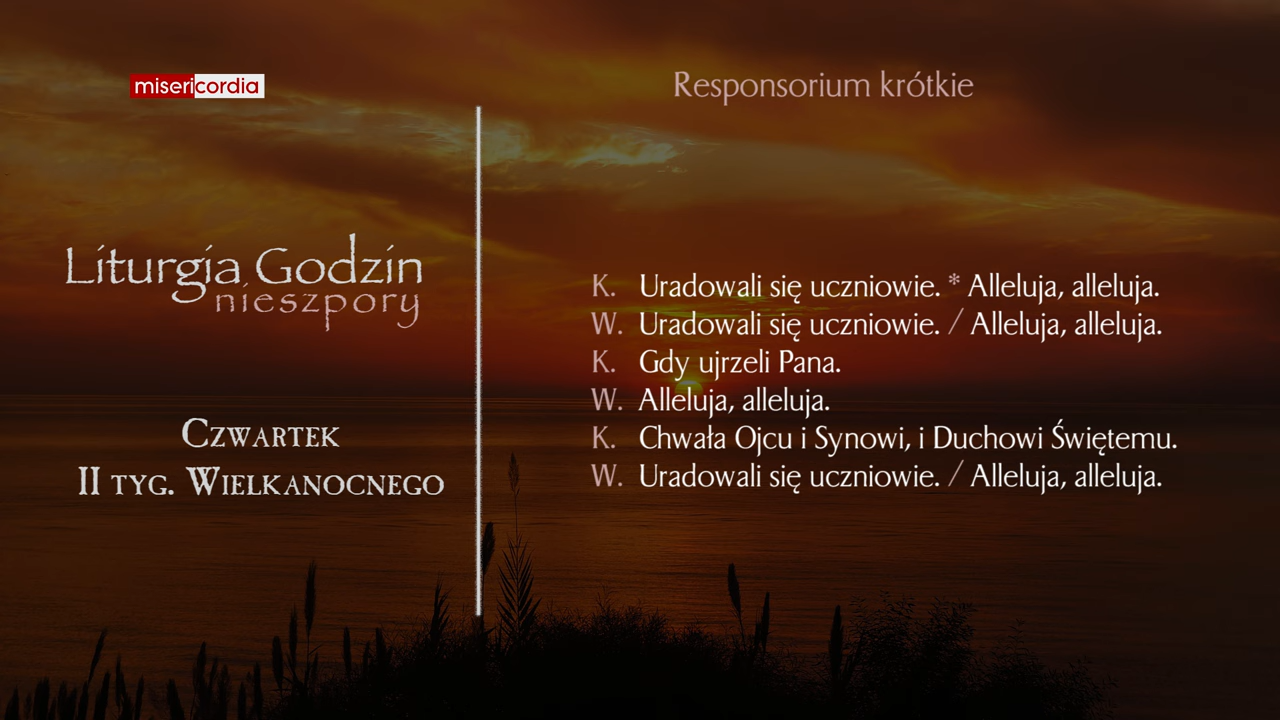 misericordia
Liturgia Godzin
nieszpory
Czwartek
II tyg. Wielkanocnego
Responsorium krótkie
K. Uradowali się uczniowie. * Alleluja, alleluja.
W. Uradowali się uczniowie. / Alleluja, alleluja.
K. Gdy ujrzeli Pana.
W. Alleluja, alleluja.
K. Chwała Ojcu i Synowi, i Duchowi Świętemu.
W. Uradowali się uczniowie. / Alleluja, alleluja.